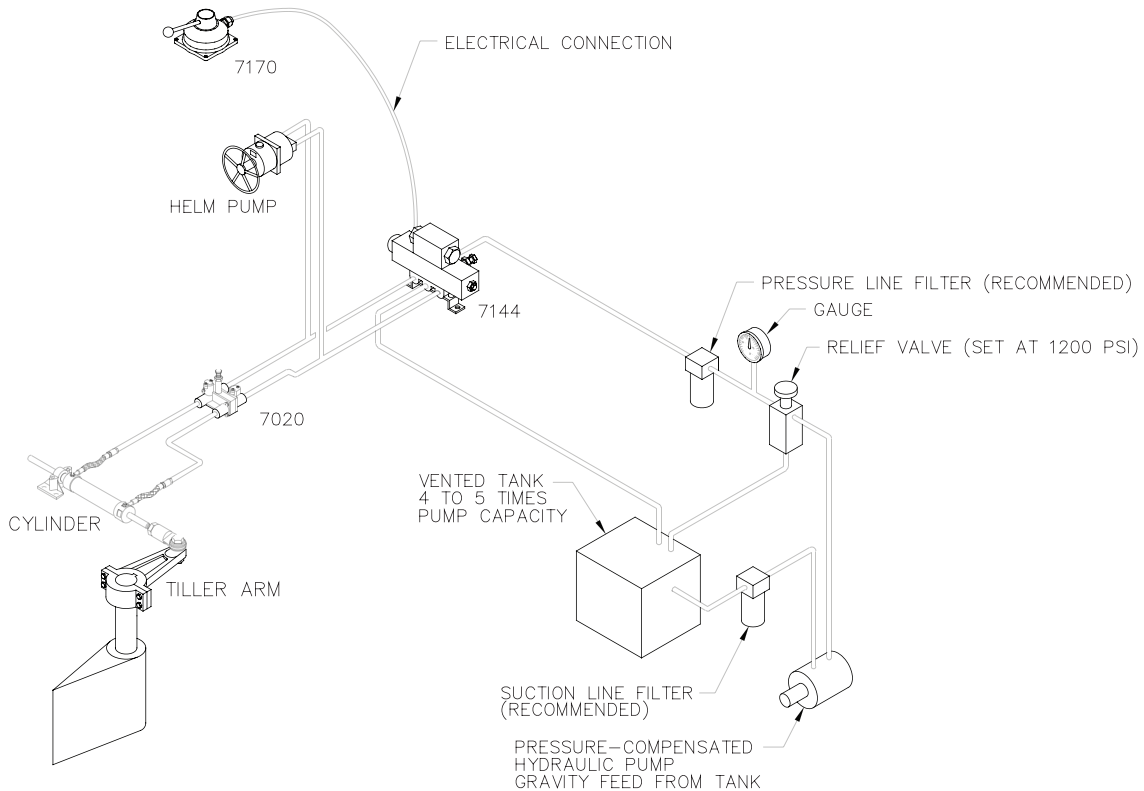 ELECTRICAL CONNECTION
7170
HELM PUMP
PRESSURE LINE FILTER (RECOMMENDED)
GAUGE
7144
RELIEF VALVE (SET AT 1200 PSI)
7020
VENTED TANK
4 TO 5 TIMES
PUMP CAPACITY
CYLINDER
TILLER ARM
SUCTION LINE FILTER
(RECOMMENDED)
PRESSURE-COMPENSATED
HYDRAULIC PUMP
GRAVITY FEED FROM TANK